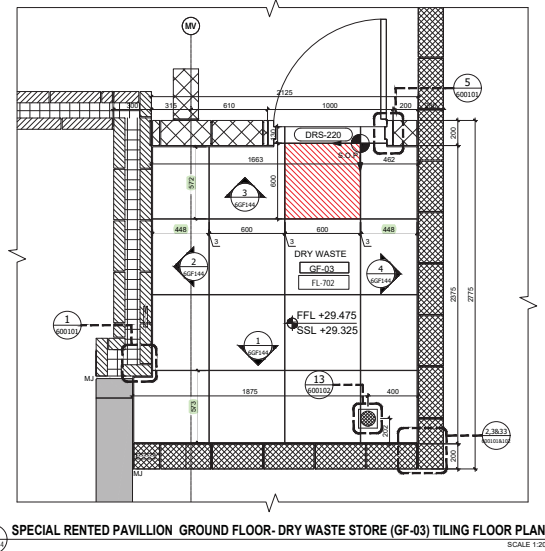 MV
5
600101
2125
300
315
610
1000
200
DRS-220
S.O.P
200
1663
462
572
600
3
6GF144
448
600
600
448
3
3
3
DRY WASTE
GF-03
FL-702
2
6GF144
4
6GF144
2375
2775
1
600101
FFL +29.475
SSL +29.325
1
6GF144
MJ
13
600102
1875
400
573
202
2,3&33
200
MJ
SPECIAL RENTED PAVILLION GROUND FLOOR- DRY WASTE STORE (GF-03) TILING FLOOR PLAN
SCALE 1:20